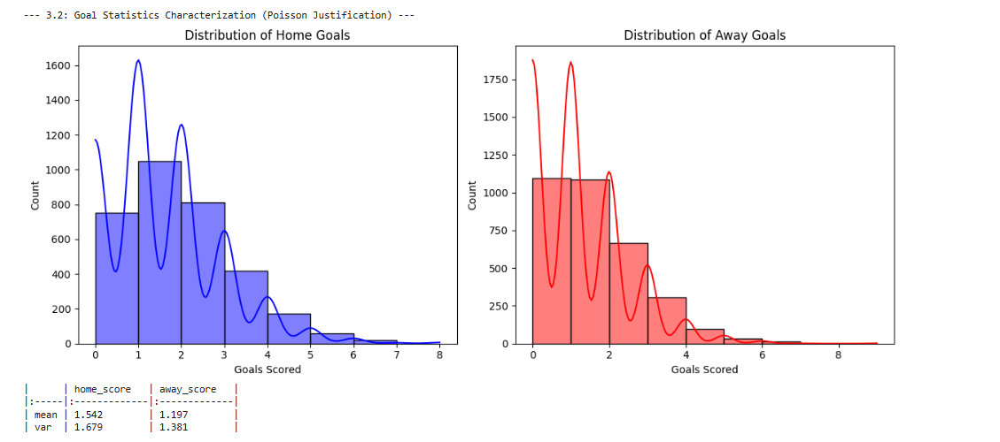 --- 3.2: Goal Statistics Characterization (Poisson Justification) ---
Distribution of Home Goals
1600
1400
1200
1000
800
600
400
200
0
Count
0 1 2 3 4 5 6 7 8
Goals Scored
Distribution of Away Goals
1750
1500
1250
1000
750
500
250
0
Count
0 2 4 6 8
Goals Scored
| | home_score | away_score |
|:-----|:-------------|:-------------|
| mean | 1.542 | 1.197 |
| var | 1.679 | 1.381 |